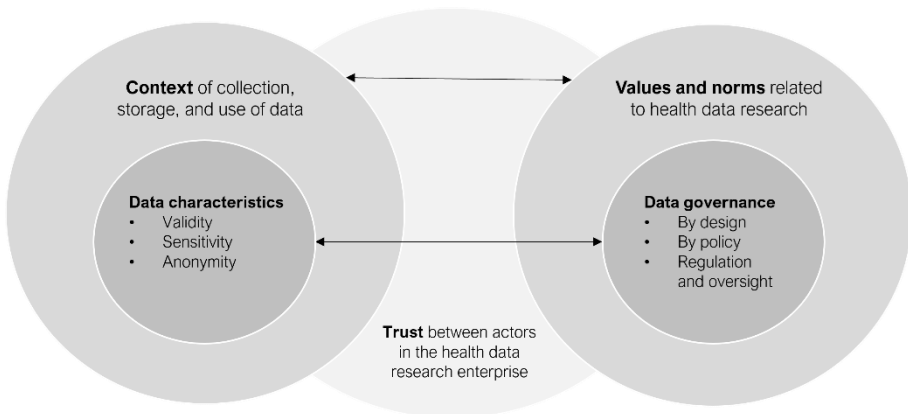 Context of collection,
storage, and use of data
Values and norms related
to health data research
Data characteristics
• Validity
• Sensitivity
• Anonymity
Data governance
• By design
• By policy
• Regulation
and oversight
Trust between actors
in the health data
research enterprise